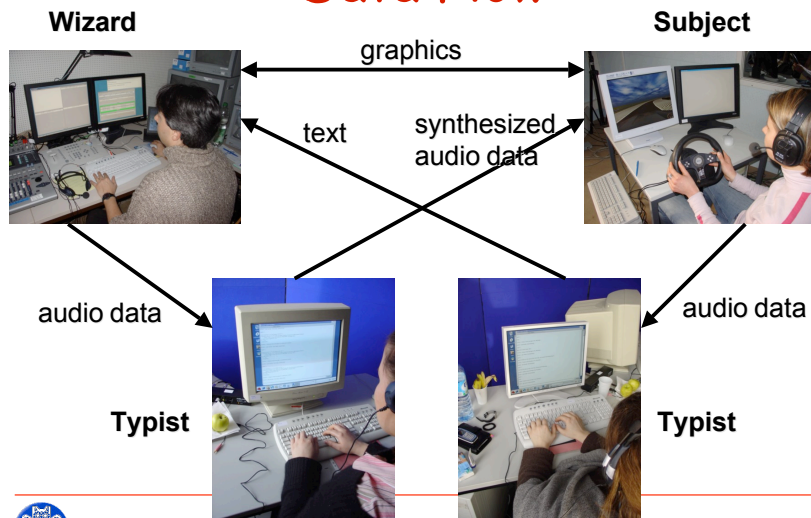 Wizard
Subject
graphics
text
synthesized
audio data
audio data
audio data
Typist
Typist